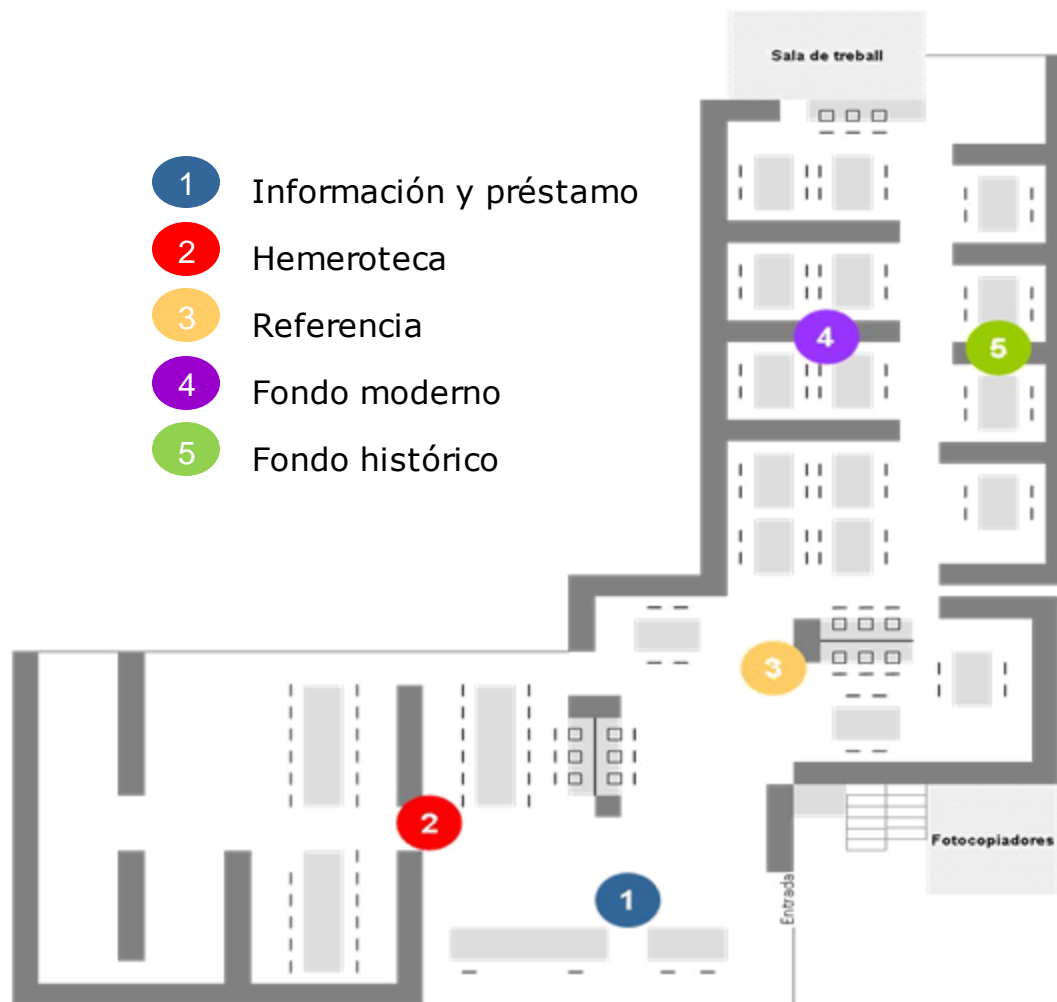 Sala de treball
1 Información y préstamo
2 Hemeroteca
3 Referencia
4 Fondo moderno
5 Fondo histórico
4
5
3
2
Fotocopiadores
1
Entrada